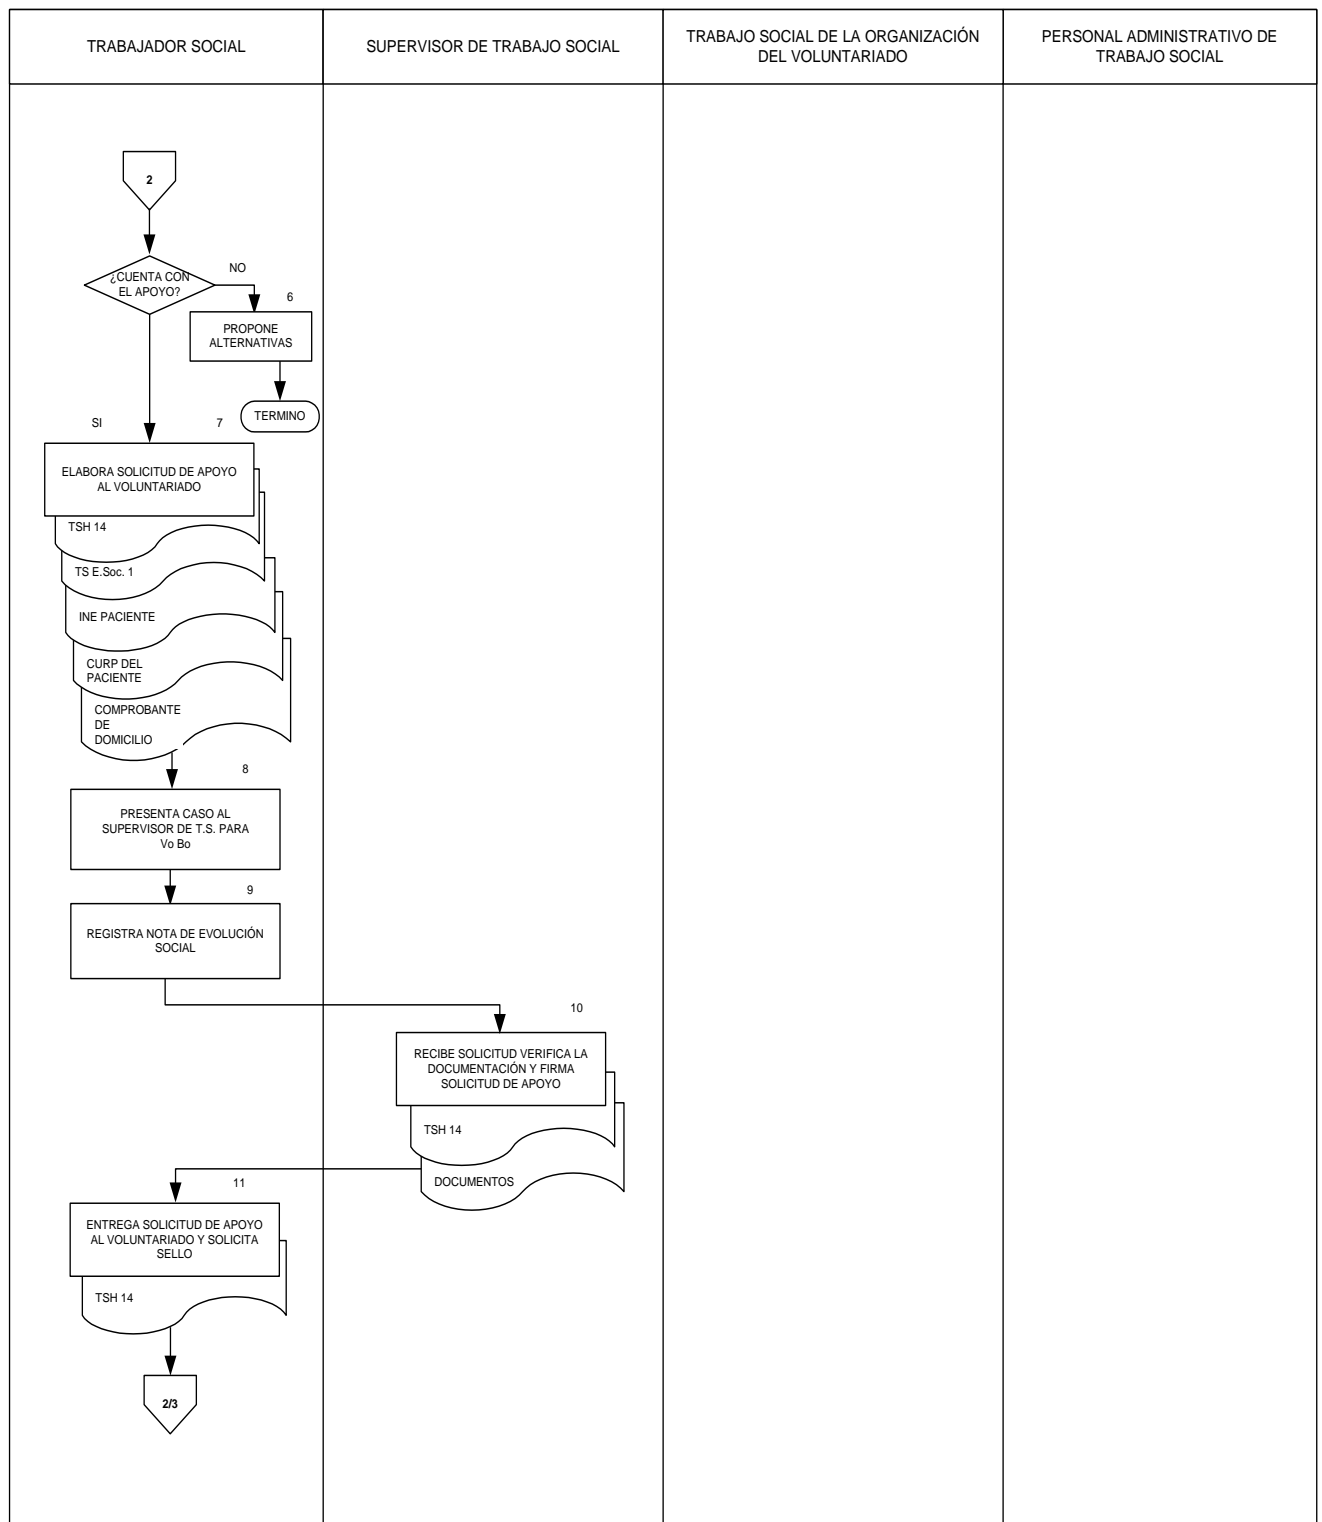 TRABAJADOR SOCIAL
SUPERVISOR DE TRABAJO SOCIAL
TRABAJO SOCIAL DE LA ORGANIZACIÓN
DEL VOLUNTARIADO
PERSONAL ADMINISTRATIVO DE
TRABAJO SOCIAL
2
¿CUENTA CON
EL APOYO?
NO
6
PROPONE
ALTERNATIVAS
TERMINO
SI
7
ELABORA SOLICITUD DE APOYO
AL VOLUNTARIADO
TSH 14
TS E.Soc. 1
INE PACIENTE
CURP DEL
PACIENTE
COMPROBANTE
DE
DOMICILIO
8
PRESENTA CASO AL
SUPERVISOR DE T.S. PARA
Vo Bo
9
REGISTRA NOTA DE EVOLUCIÓN
SOCIAL
10
RECIBE SOLICITUD VERIFICA LA
DOCUMENTACIÓN Y FIRMA
SOLICITUD DE APOYO
TSH 14
DOCUMENTOS
11
ENTREGA SOLICITUD DE APOYO
AL VOLUNTARIADO Y SOLICITA
SELLO
TSH 14
2/3